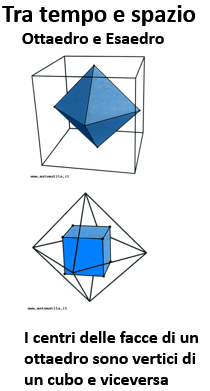 Tra tempo e spazio
Ottaedro e Esaedro
www.matematita.it
www.matematita.it
I centri delle facce di un
ottaedro sono vertici di
un cubo e viceversa